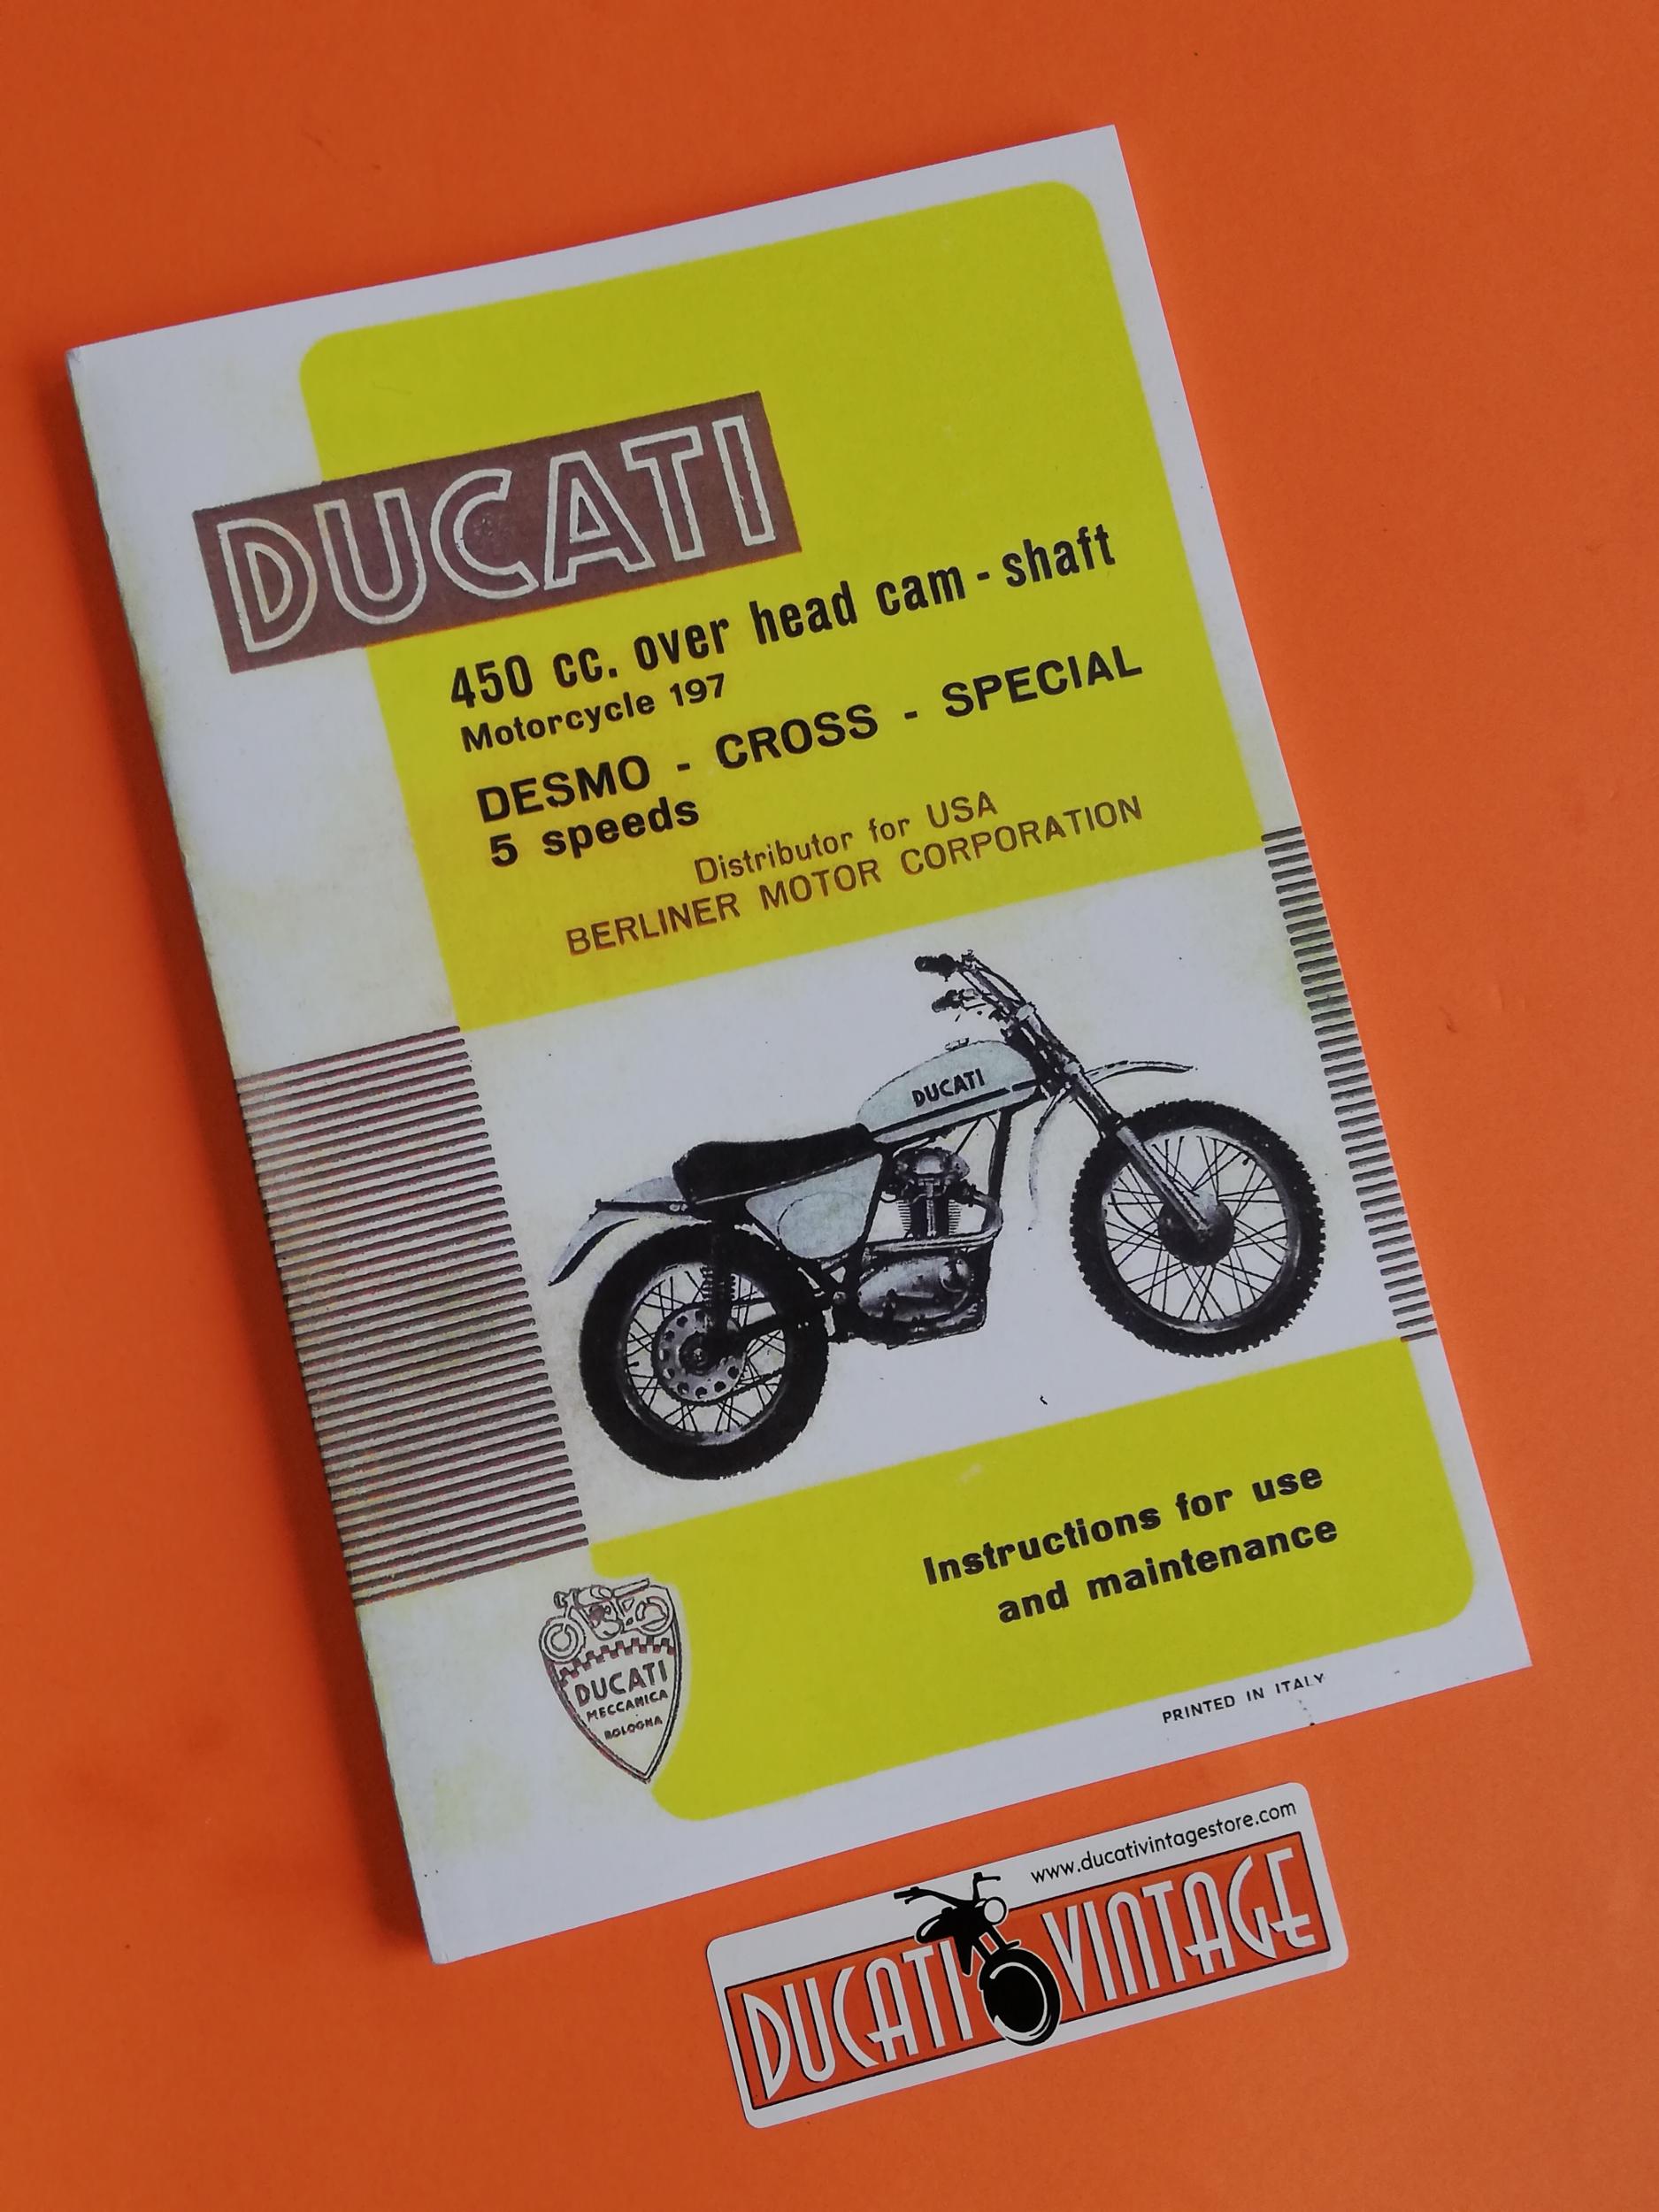 DUCATI
450 cc. over head cam - shaft
Motorcycle 197
DESMO - CROSS - SPECIAL
5 speeds
Distributor for USA
BERLINER MOTOR CORPORATION
DUCATI
Instructions for use
and maintenance
DUCATI
MECCANICA
BOLOGNA
PRINTED IN ITALY
www.ducativintagestore.com
DUCATI VINTAGE